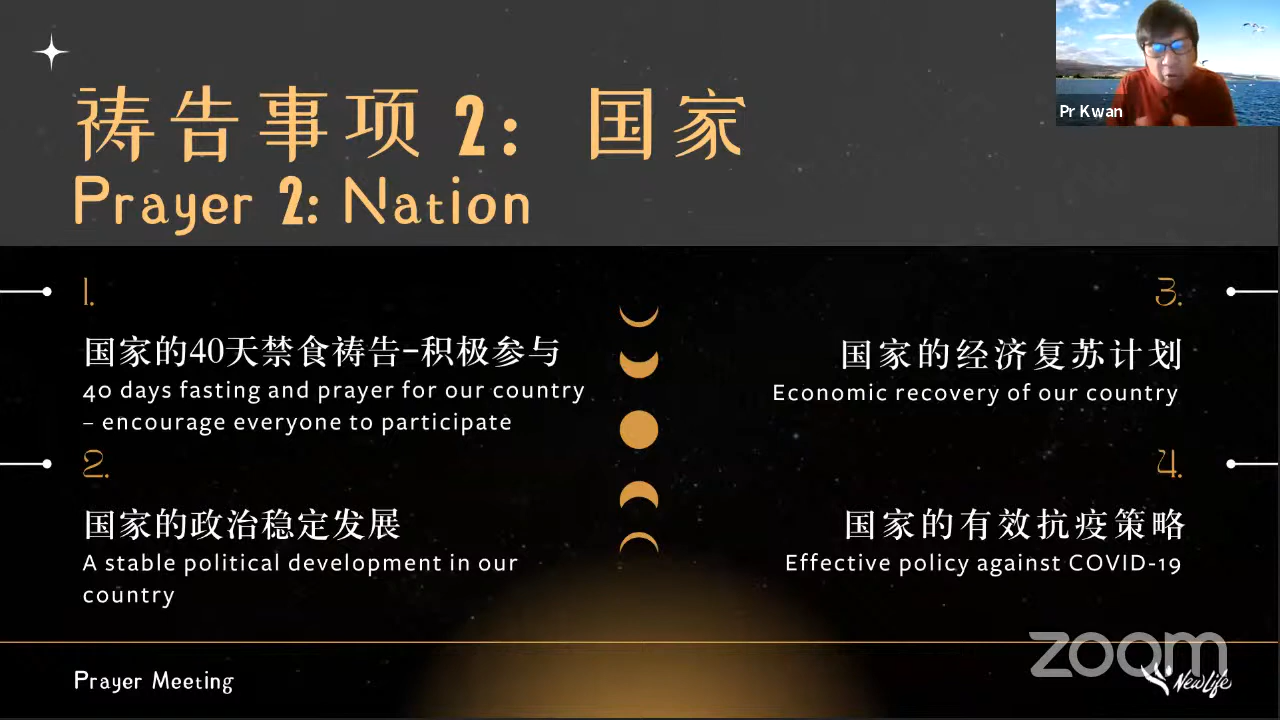 祷告事项 2： 国家
Prayer 2: Nation
Pr Kwan
1.
国家的40天禁食祷告-积极参与
40 days fasting and prayer for our country
– encourage everyone to participate
2.
国家的政治稳定发展
A stable political development in our
country
3.
国家的经济复苏计划
Economic recovery of our country
4.
国家的有效抗疫策略
Effective policy against COVID-19
Prayer Meeting
zoom
NewLife